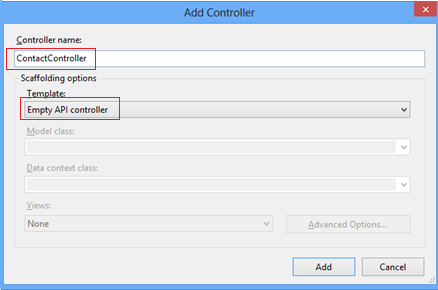 Add Controller
Controller name:
ContactController
Scaffolding options
Template:
Empty API controller
Model class:
Data context class:
Views:
None
Advanced Options...
Add
Cancel